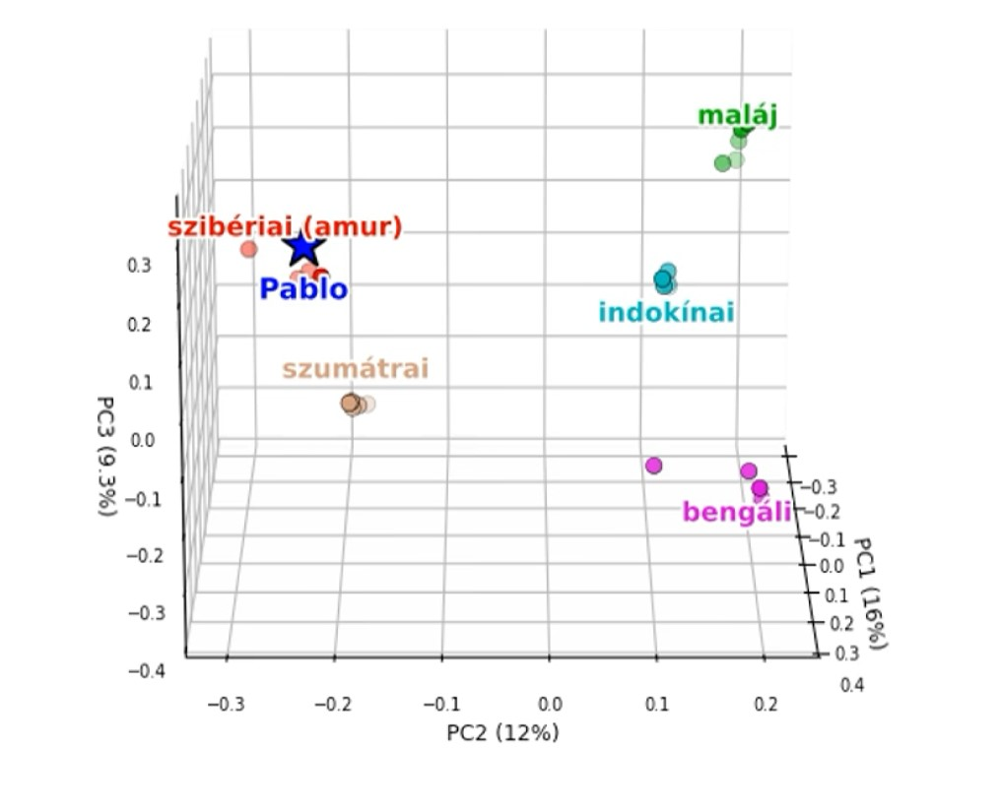 maláj
szibériai (amur)
Pablo
indokínai
szumátrai
bengáli
PC3 (9.3%)
0.3
0.2
0.1
0.0
−0.1
−0.2
−0.3
−0.4
PC2 (12%)
−0.3
−0.2
−0.1
0.0
0.1
0.2
PC1 (16%)
−0.3
−0.2
−0.1
0.0
0.1
0.2
0.3
0.4